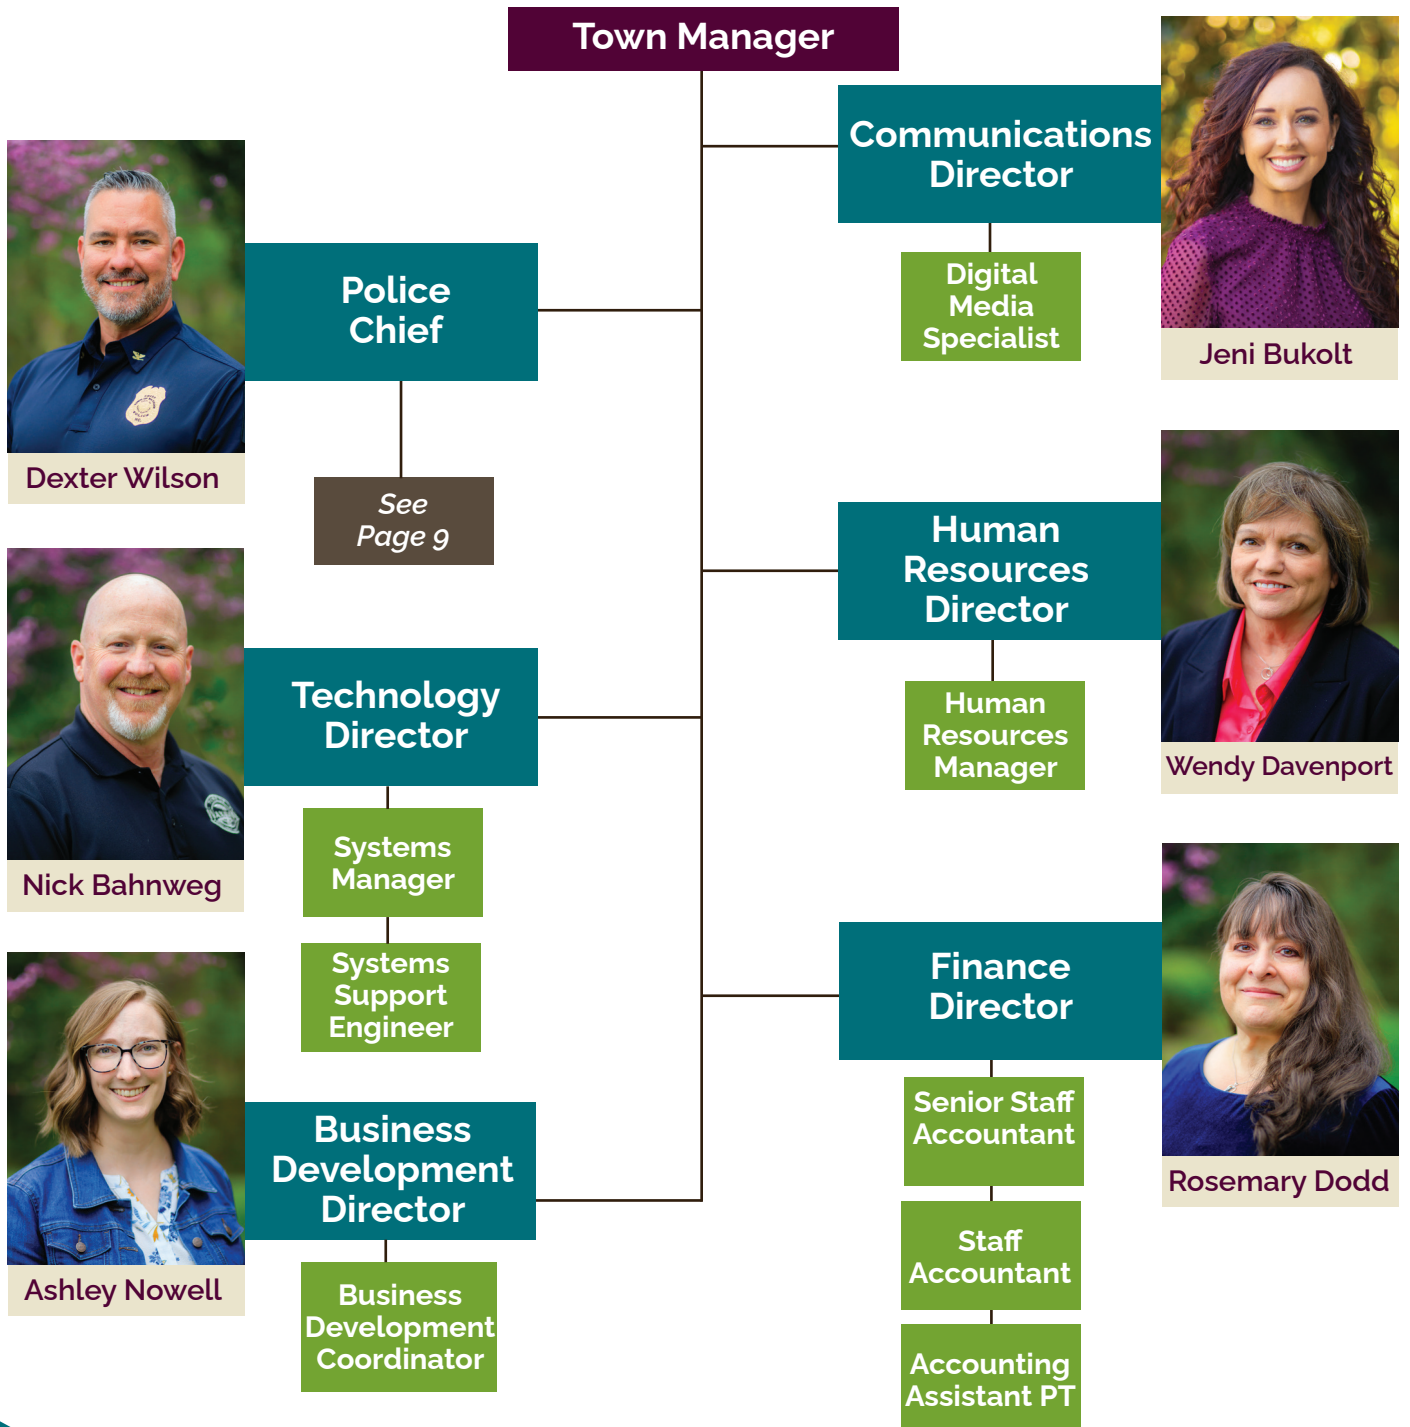 Town Manager
Communications
Director
Digital
Media
Specialist
Jeni Bukolt
Police
Chief
Dexter Wilson
See
Page 9
Human
Resources
Director
Human
Resources
Manager
Wendy Davenport
Technology
Director
Systems
Manager
Systems
Support
Engineer
Nick Bahnweg
Finance
Director
Senior Staff
Accountant
Staff
Accountant
Accounting
Assistant PT
Rosemary Dodd
Business
Development
Director
Business
Development
Coordinator
Ashley Nowell